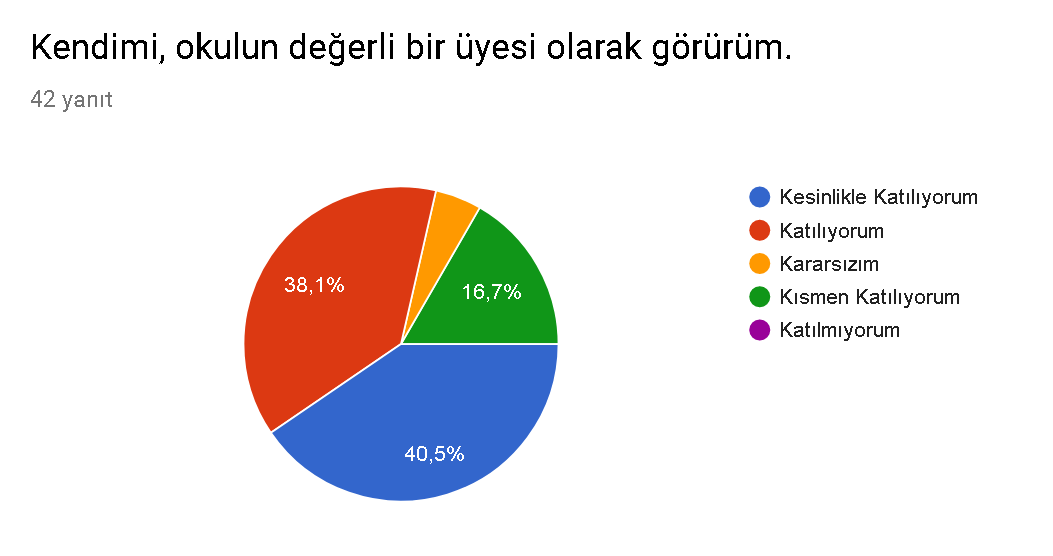 Kendimi, okulun değerli bir üyesi olarak görürüm.
42 yanıt
38,1%
16,7%
40,5%
Kesinlikle Katılıyorum
Katılıyorum
Kararsızım
Kısmen Katılıyorum
Katılmıyorum